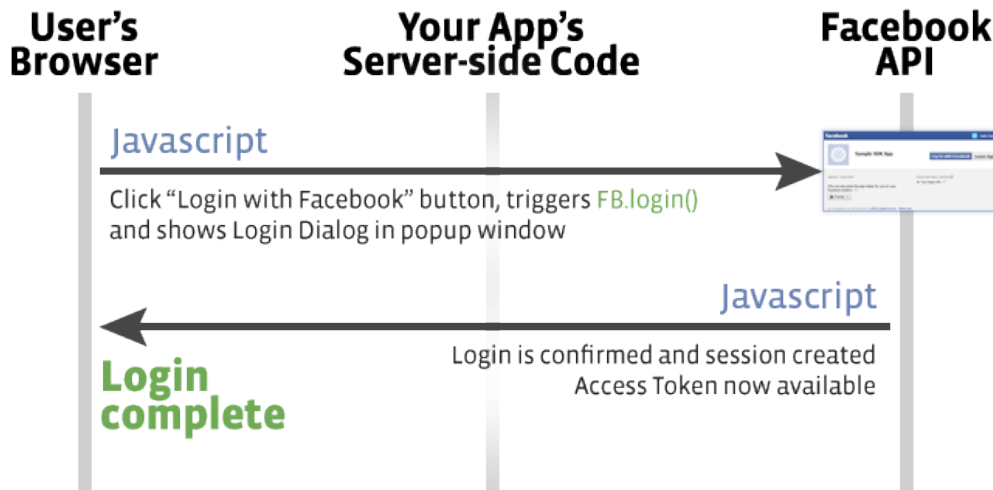 User's
Browser
Your App's
Server-side Code
Facebook
API
Javascript
Click “Login with Facebook” button, triggers FB.login()
and shows Login Dialog in popup window
Javascript
Login is confirmed and session created
Access Token now available
Login
complete